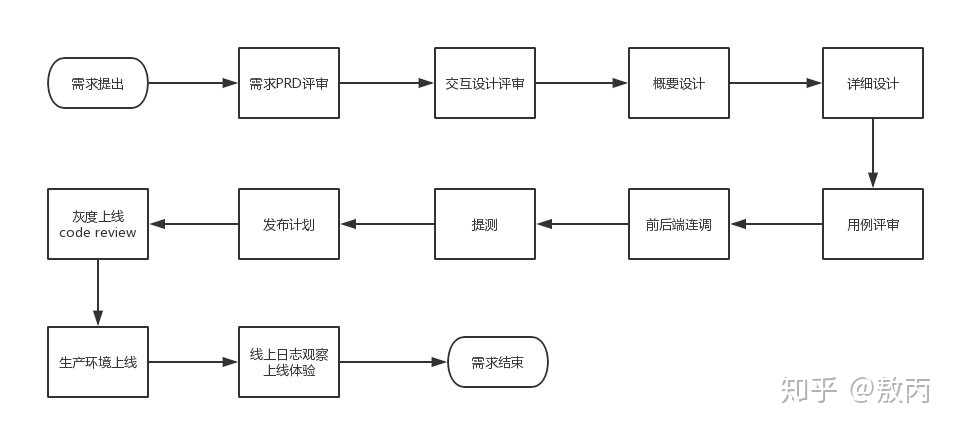 需求提出
需求PRD评审
交互设计评审
概要设计
详细设计
用例评审
前后端连调
提测
发布计划
灰度上线
code review
生产环境上线
线上日志观察
上线体验
需求结束
知乎 @敖丙